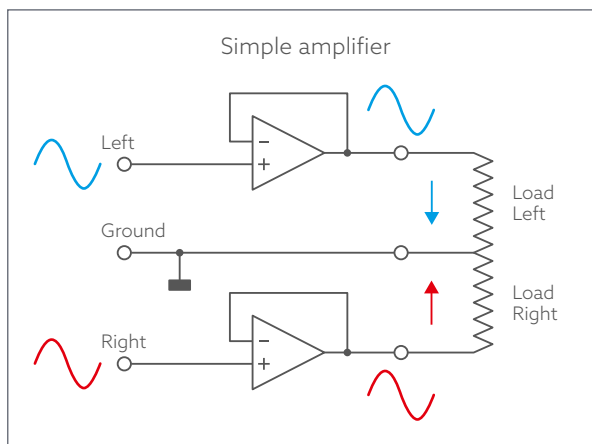 Simple amplifier
Left
−
+
Load
Left
Ground
Load
Right
Right
−
+